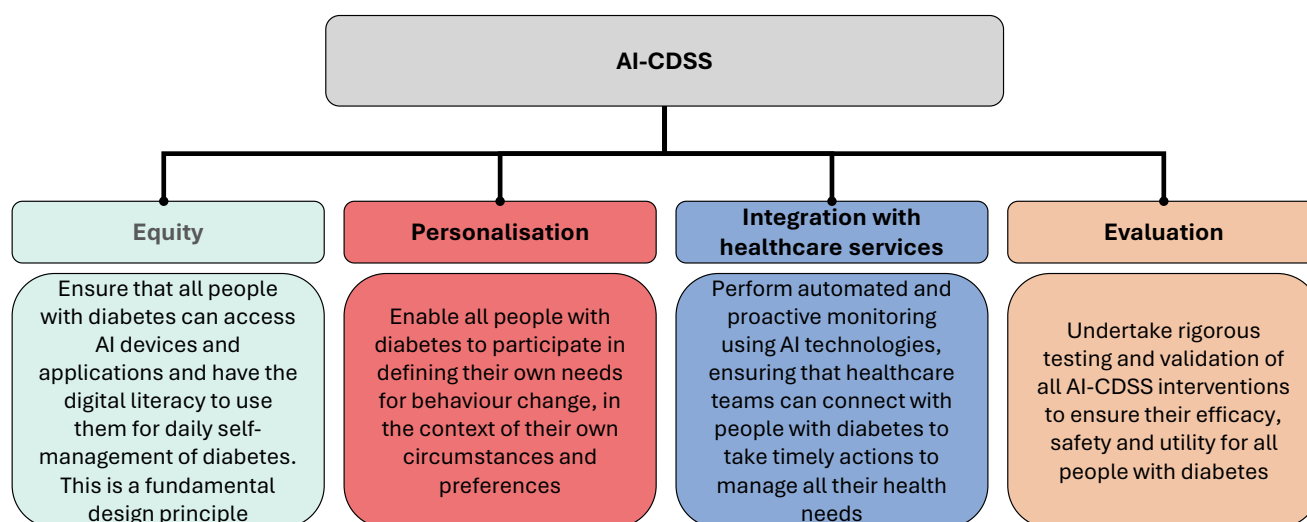 AI-CDSS
Equity
Ensure that all people
with diabetes can access
AI devices and
applications and have the
digital literacy to use
them for daily self-
management of diabetes.
This is a fundamental
design principle
Personalisation
Enable all people with
diabetes to participate in
defining their own needs
for behaviour change, in
the context of their own
circumstances and
preferences
Integration with
healthcare services
Perform automated and
proactive monitoring
using AI technologies,
ensuring that healthcare
teams can connect with
people with diabetes to
take timely actions to
manage all their health
needs
Evaluation
Undertake rigorous
testing and validation of
all AI-CDSS interventions
to ensure their efficacy,
safety and utility for all
people with diabetes